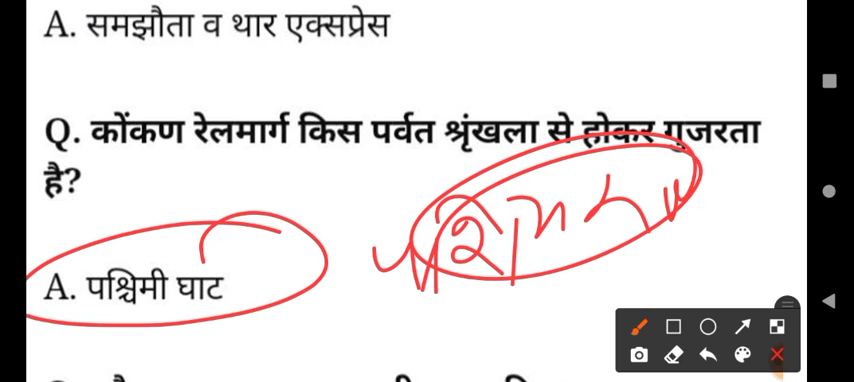 A. समझौता व थार एक्सप्रेस
Q. कोंकण रेलमार्ग किस पर्वत श्रृंखला से होकर गुजरता
है?
A. पश्चिमी घाट